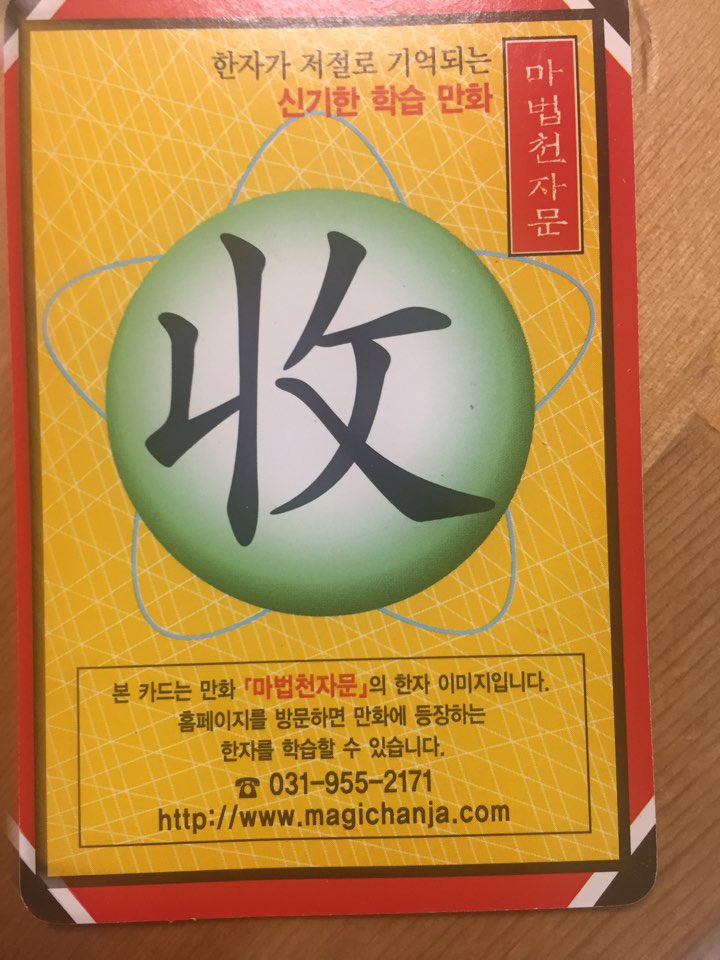 한자가 저절로 기억되는
신기한 학습 만화
마법천자문
收
본 카드는 만화 「마법천자문」의 한자 이미지입니다.
홈페이지를 방문하면 만화에 등장하는
한자를 학습할 수 있습니다.
☎ 031-955-2171
http://www.magichanja.com